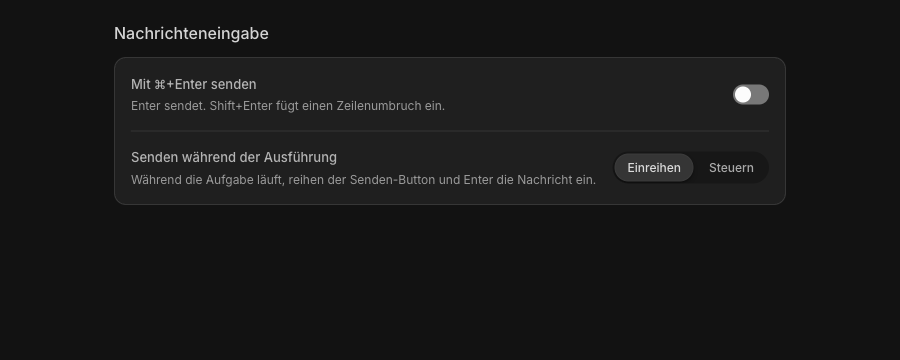 Nachrichteneingabe
Mit ⌘+Enter senden
Enter sendet. Shift+Enter fügt einen Zeilenumbruch ein.
Senden während der Ausführung
Während die Aufgabe läuft, reihen der Senden-Button und Enter die Nachricht ein.
Einreihen
Steuern